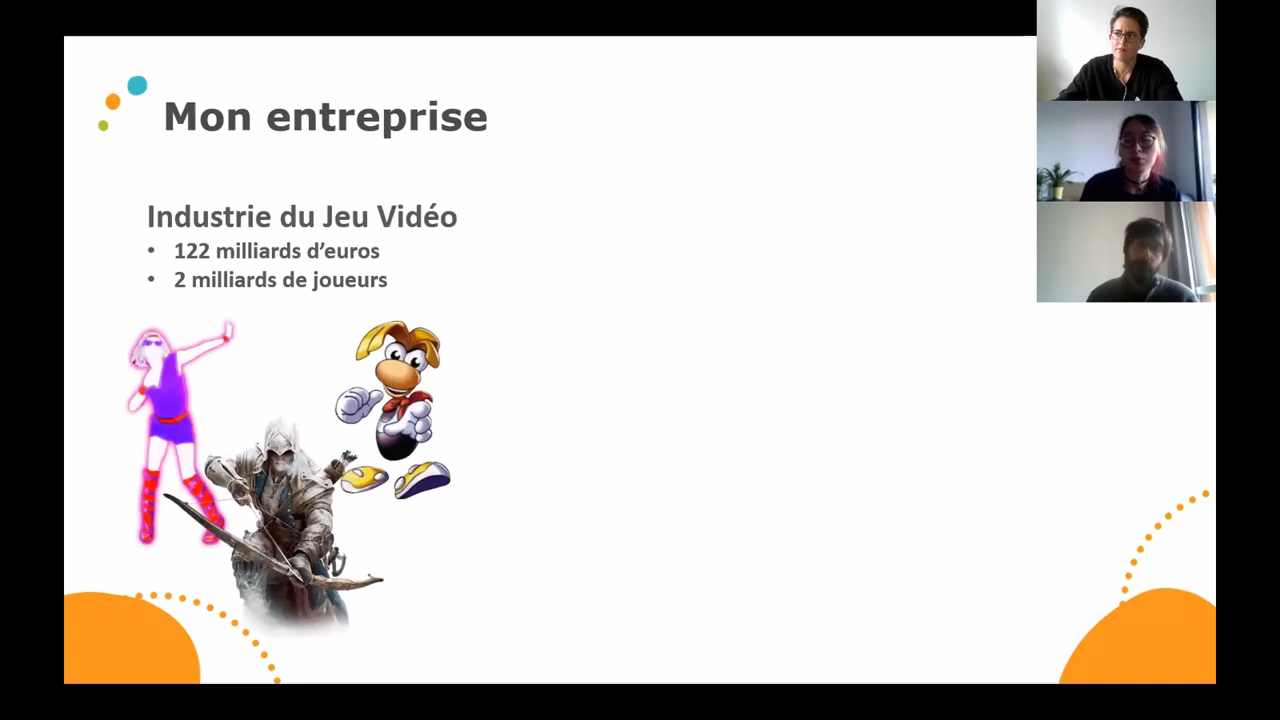 Mon entreprise
Industrie du Jeu Vidéo
• 122 milliards d’euros
• 2 milliards de joueurs